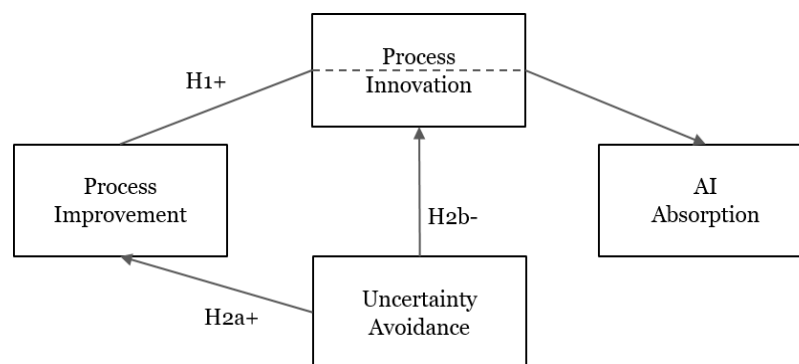 Process
Innovation
H1+
Process
Improvement
AI
Absorption
H2b-
Uncertainty
Avoidance
H2a+